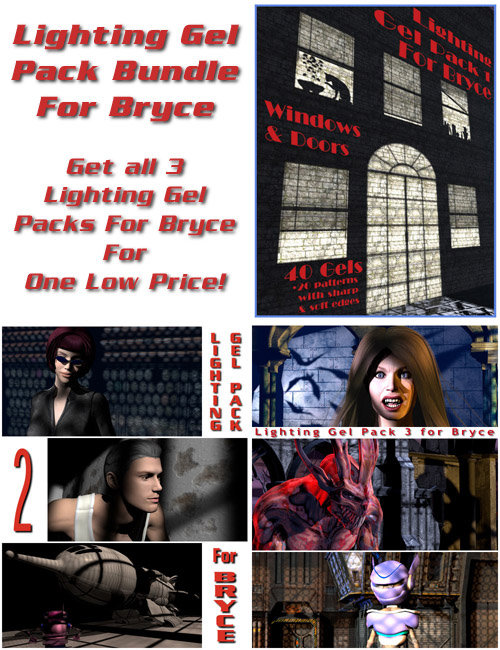 Lighting Gel
Pack Bundle
For Bryce
Get all 3
Lighting Gel
Packs For Bryce
For
One Low Price!
Lighting
Gel Pack 1
For Bryce
Windows
& Doors
40 Gels
*20 patterns
with sharp
& soft edges
LIGHTING
GEL PACK
2
For
BRYCE
Lighting Gel Pack 3 for Bryce